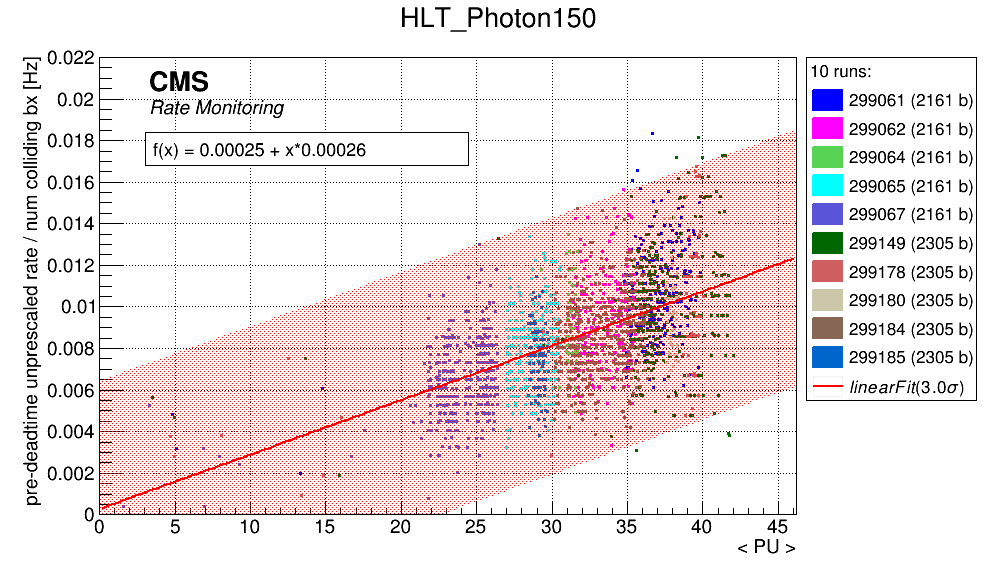 HLT_Photon150
pre-deadtime unprescaled rate / num colliding bx [Hz]
0.022
0.02
0.018
0.016
0.014
0.012
0.01
0.008
0.006
0.004
0.002
0
CMS
Rate Monitoring
f(x) = 0.00025 + x*0.00026
0 5 10 15 20 25 30 35 40 45
< PU >
10 runs:
299061 (2161 b)
299062 (2161 b)
299064 (2161 b)
299065 (2161 b)
299067 (2161 b)
299149 (2305 b)
299178 (2305 b)
299180 (2305 b)
299184 (2305 b)
299185 (2305 b)
linearFit(3.0σ)